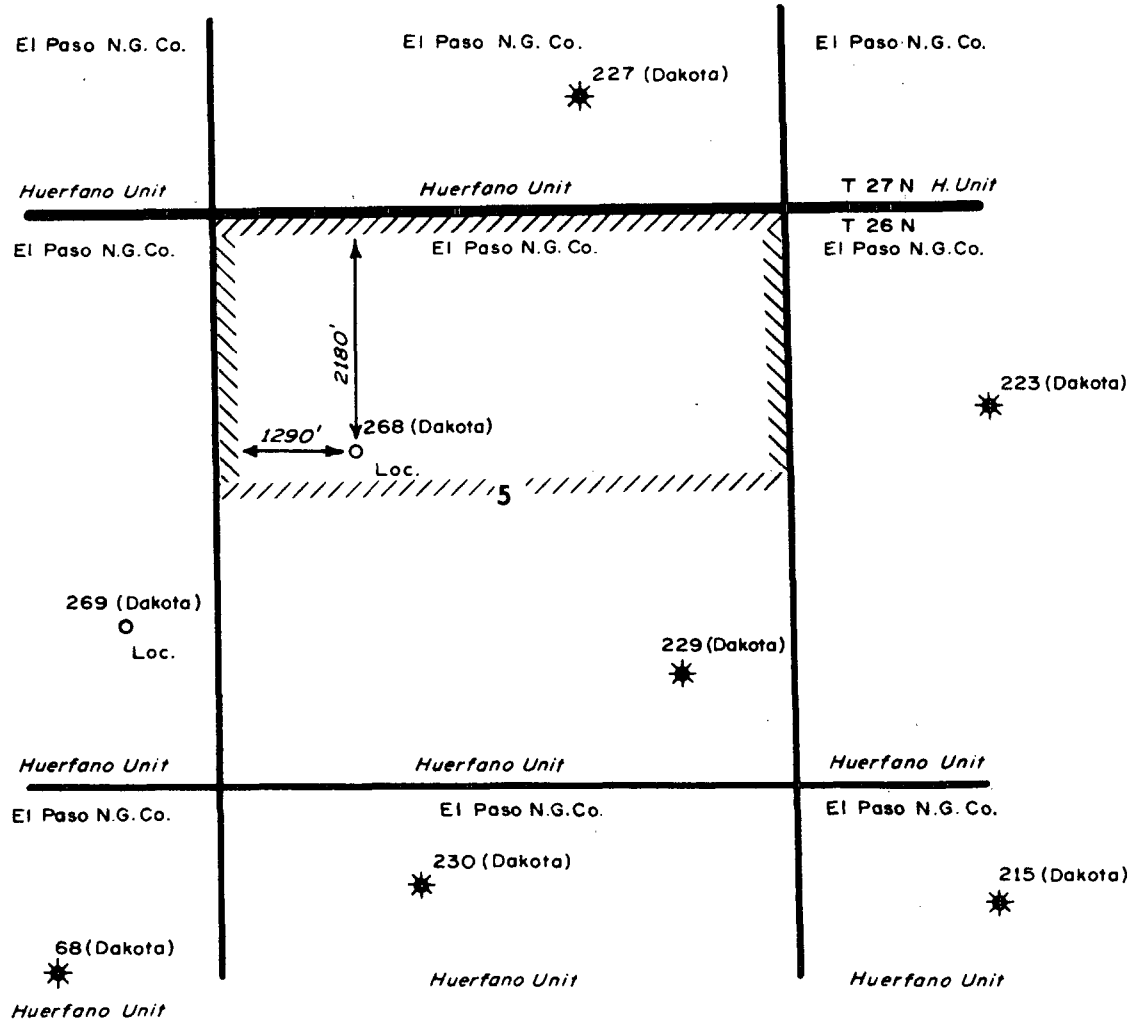 El Paso N.G. Co.
El Paso N.G. Co.
El Paso N.G. Co.
227 (Dakota)
Huerfano Unit
Huerfano Unit
T 27 N H. Unit
T 26 N
El Paso N.G. Co.
El Paso N.G. Co.
El Paso N.G. Co.
2180'
223 (Dakota)
1290'
268 (Dakota)
Loc.
5
269 (Dakota)
Loc.
229 (Dakota)
Huerfano Unit
Huerfano Unit
Huerfano Unit
El Paso N.G. Co.
El Paso N.G. Co.
El Paso N.G. Co.
230 (Dakota)
215 (Dakota)
68 (Dakota)
Huerfano Unit
Huerfano Unit
Huerfano Unit